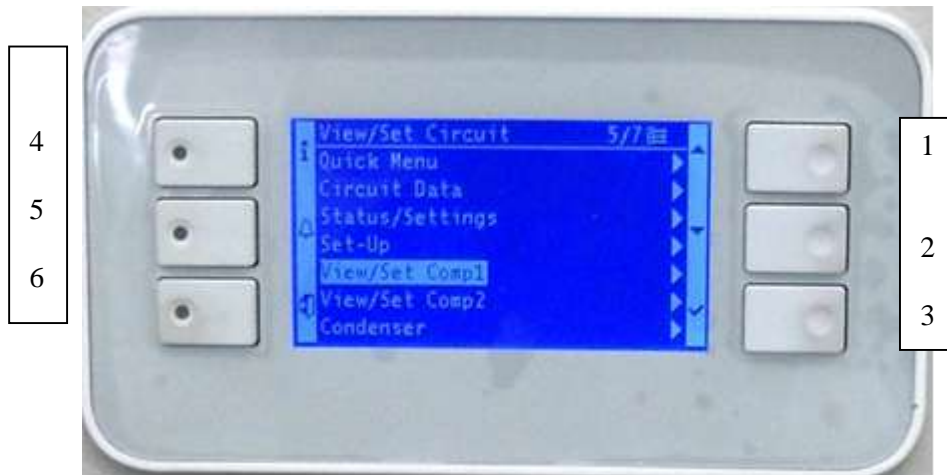 4
5
6
View/Set Circuit 5/7
Quick Menu
Circuit Data
Status/Settings
Set-Up
View/Set Comp1
View/Set Comp2
Condenser
1
2
3